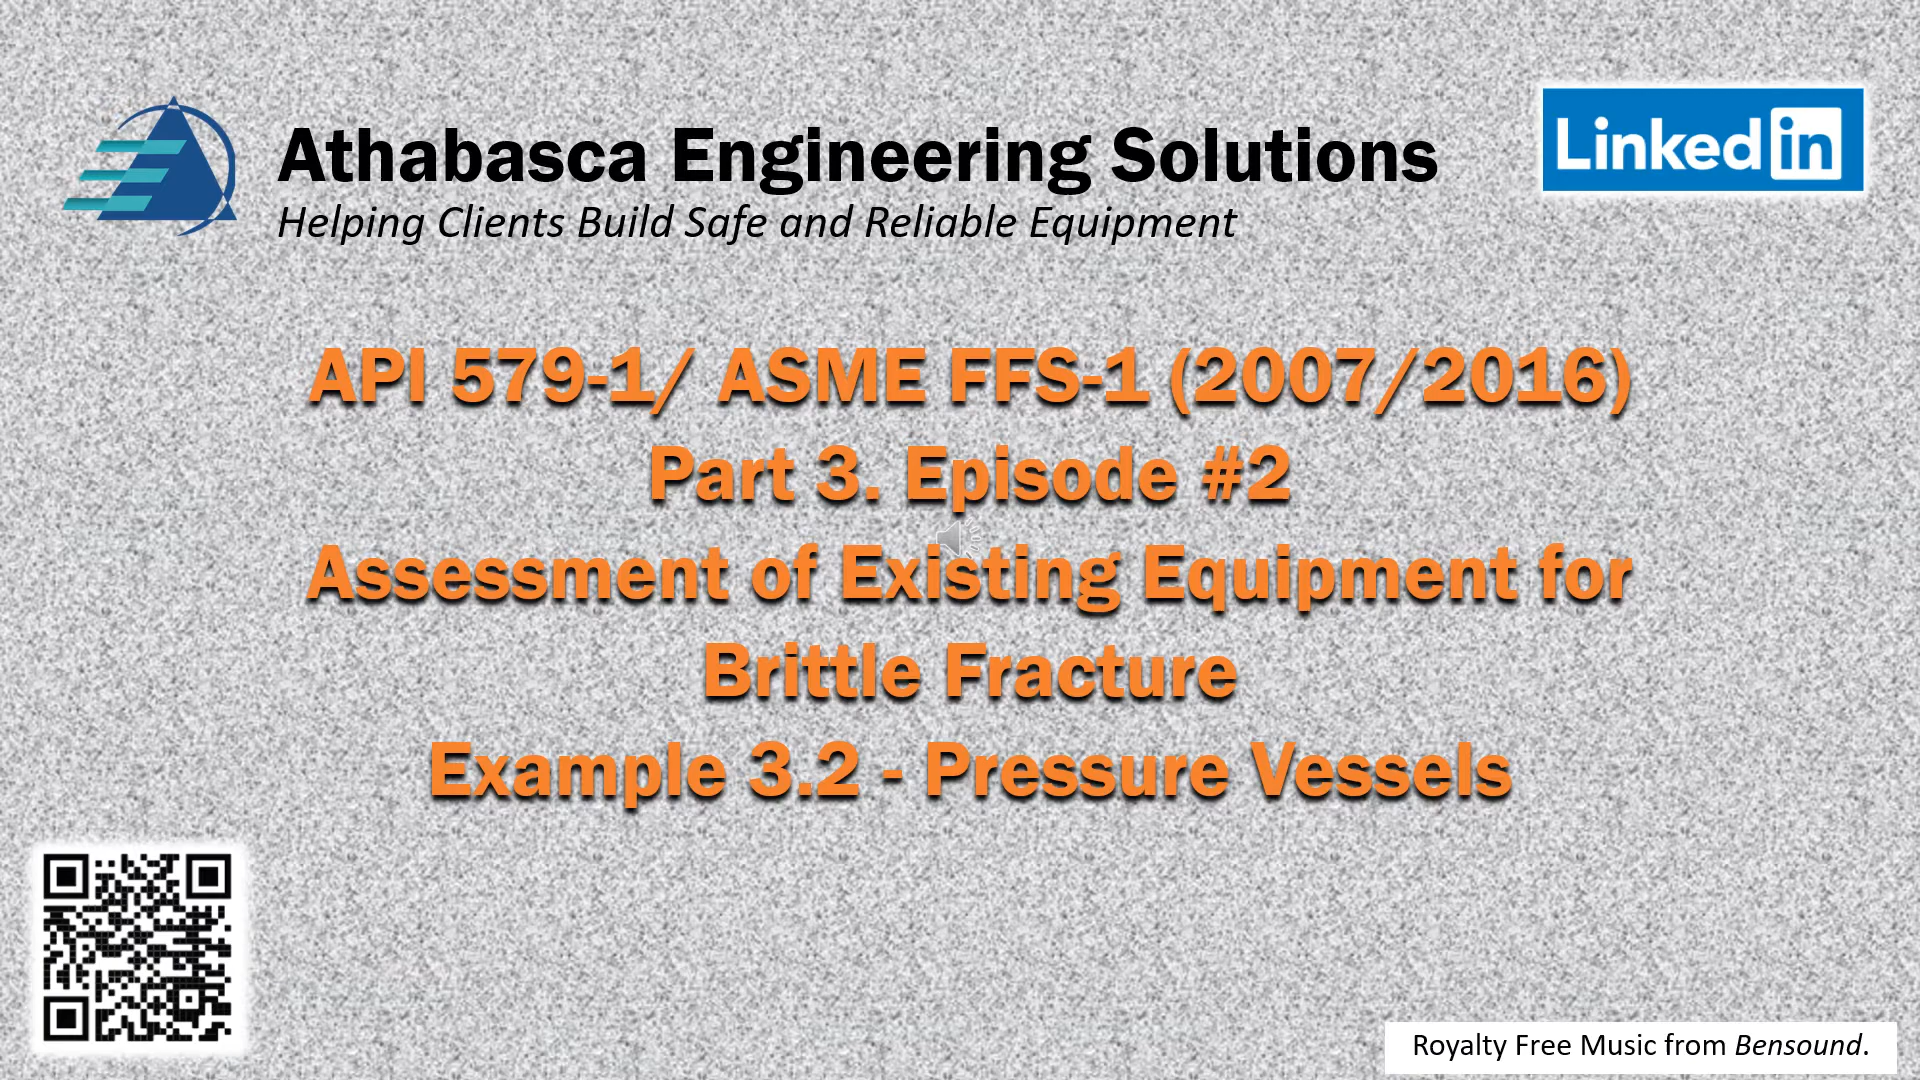 Athabasca Engineering Solutions
Helping Clients Build Safe and Reliable Equipment
LinkedIn
API 579-1/ ASME FFS-1 (2007/2016)
Part 3. Episode #2
Assessment of Existing Equipment for
Brittle Fracture
Example 3.2 - Pressure Vessels
Royalty Free Music from Bensound.